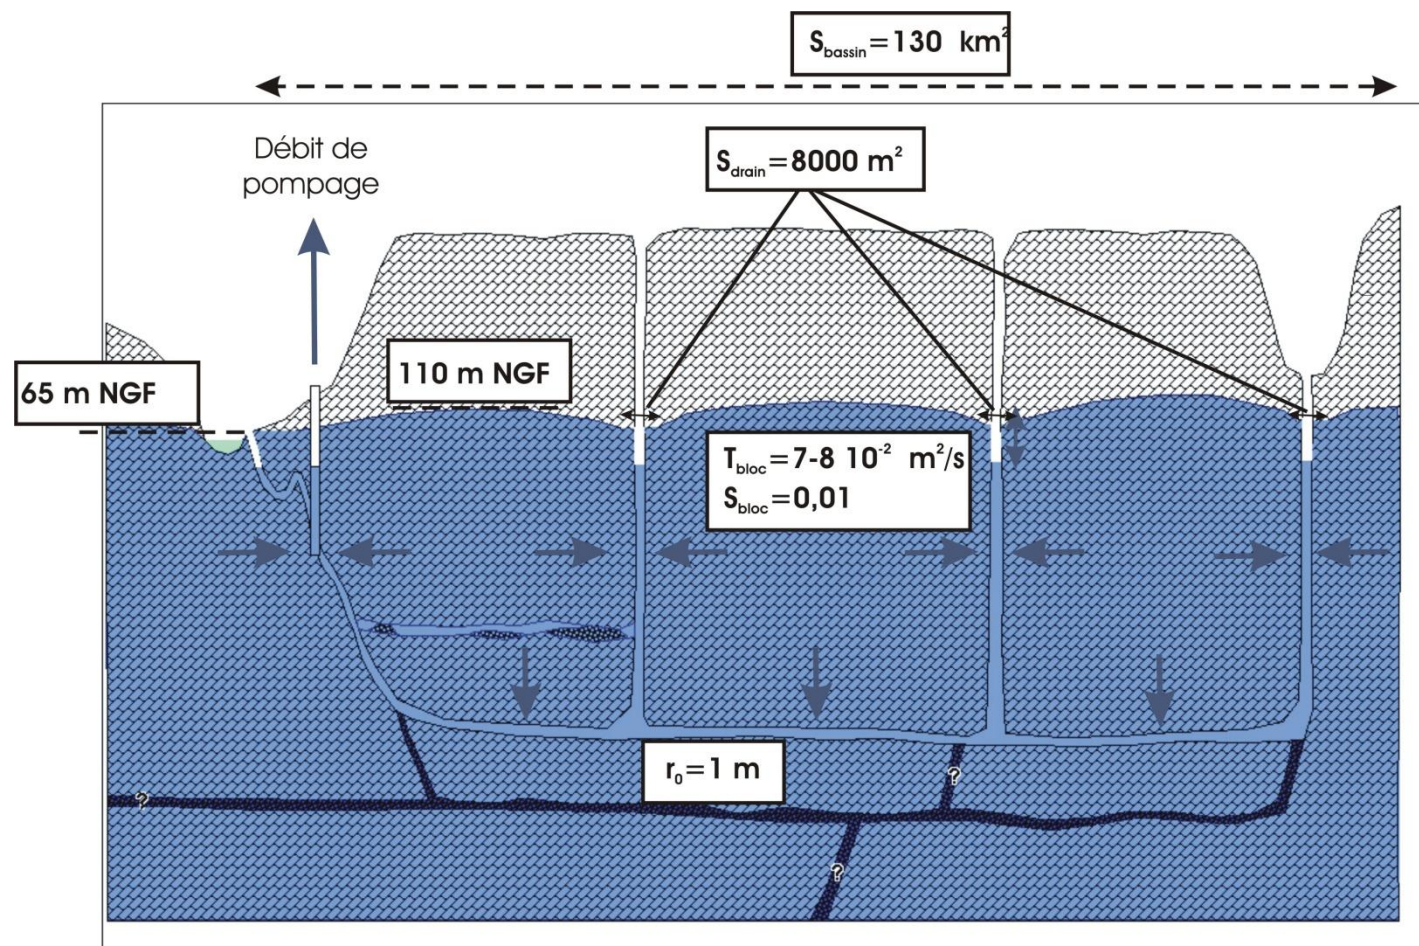 S_bassin=130 km²
Débit de
pompage
S_drain=8000 m²
65 m NGF
110 m NGF
T_bloc=7-8 10⁻² m²/s
S_bloc=0,01
r₀=1 m
?
?
?